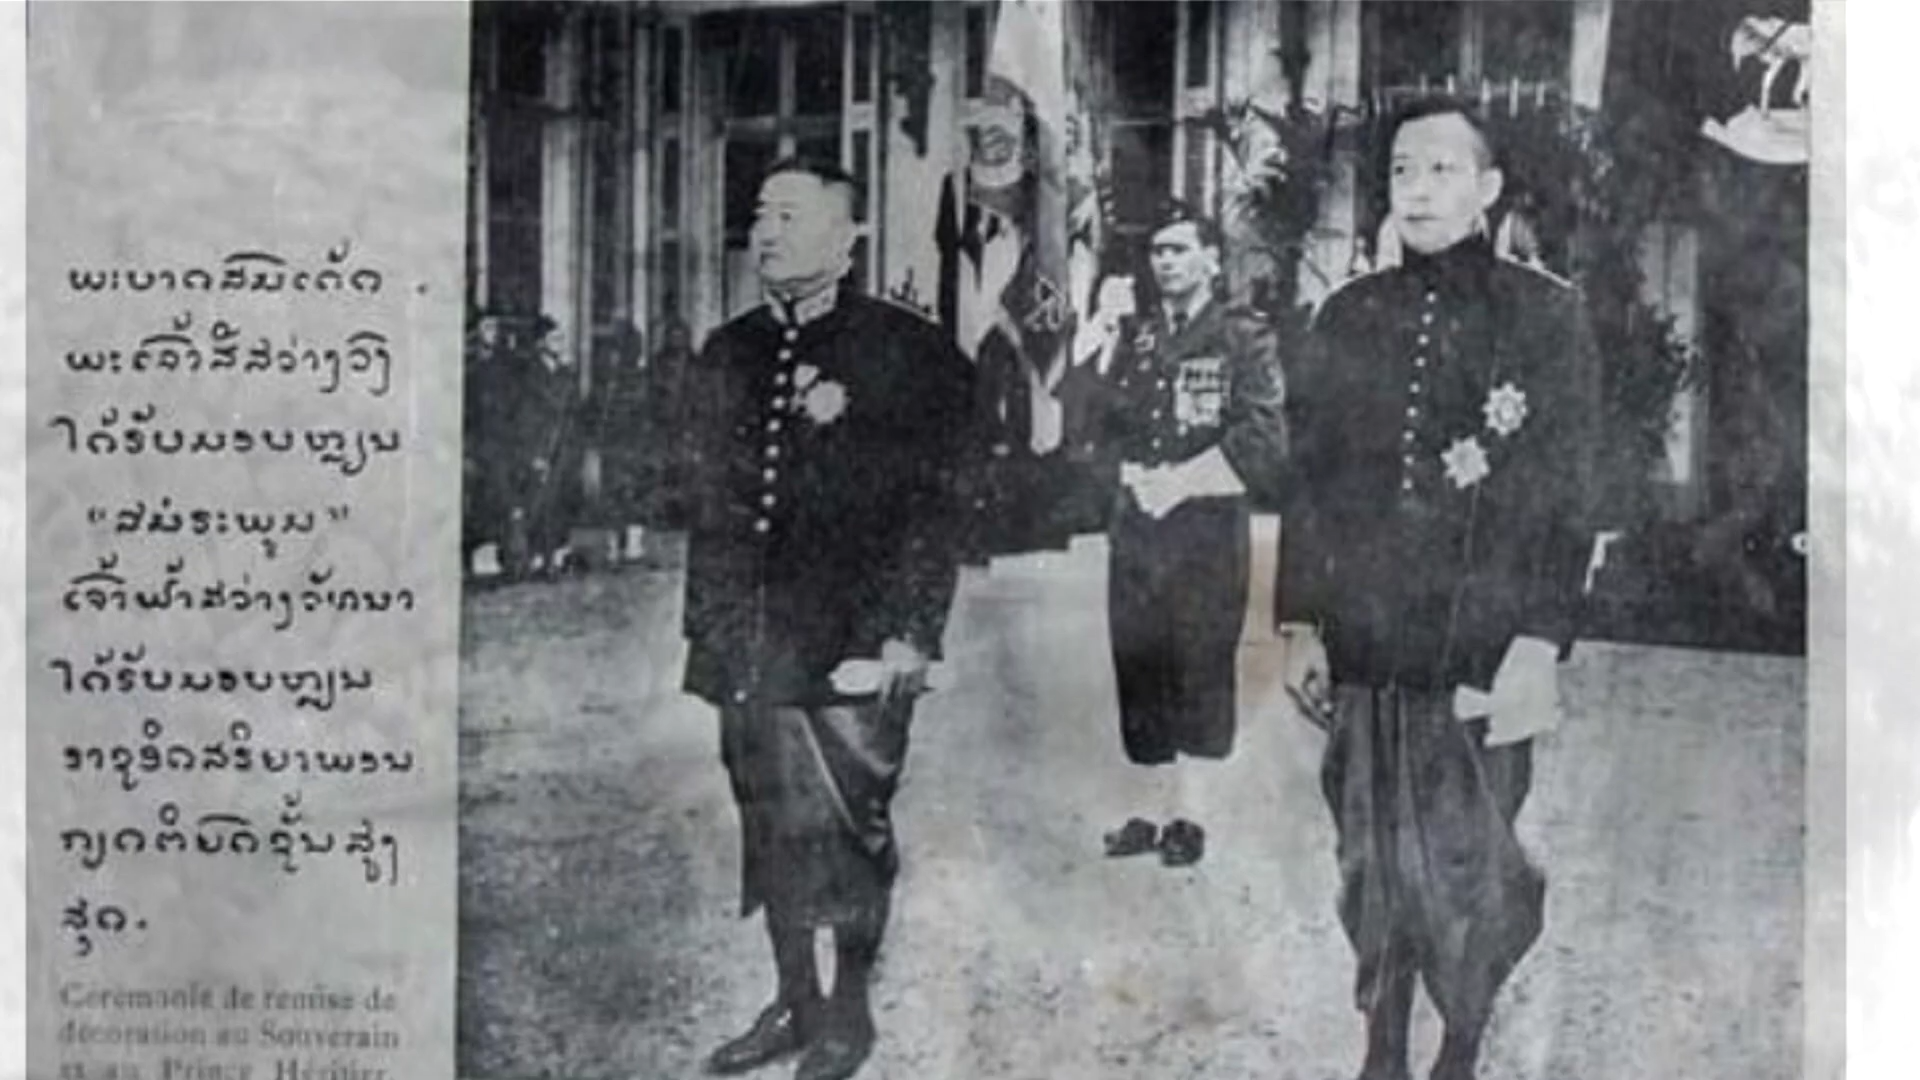 ພະບາດສົມເດັດ .
ພະເຈົ້າສີສວ່າງວົງ
ໄດ້ຮັບມອບຫຼຽນ
“ສົມຣະພູມ”
ເຈົ້າຟ້າສວ່າງວັທນາ
ໄດ້ຮັບມອບຫຼຽນ
ຣາຊອິດສຣິຍາພອນ
ກຽດຕິຍົດຊັ້ນສູງ
ສຸດ.
Cérémonie de remise de
décoration au Souverain
et au Prince Héritier.